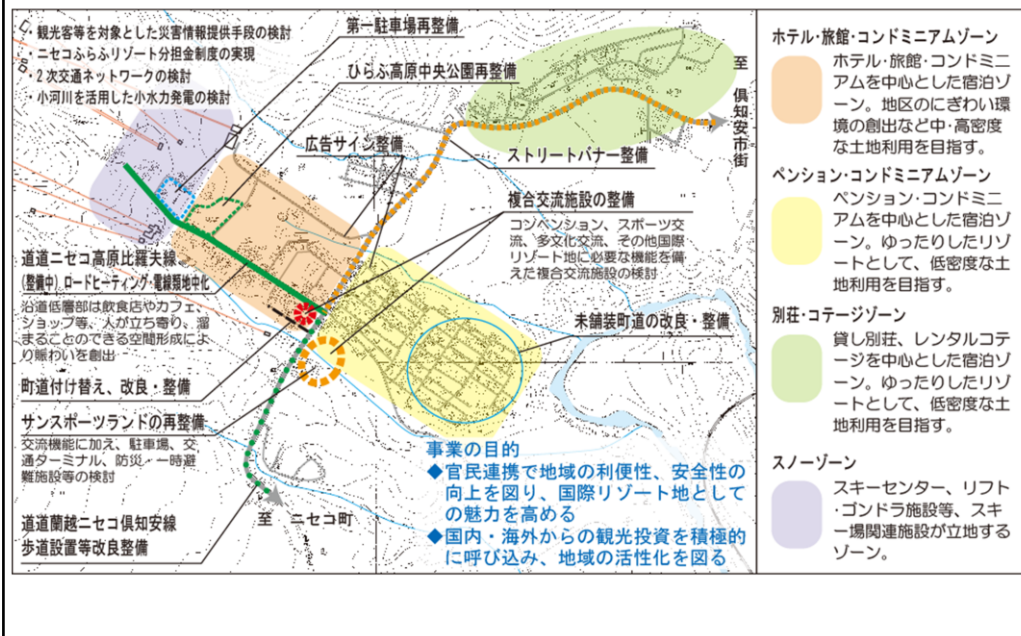 ・観光客等を対象とした災害情報提供手段の検討
・ニセコふらふリゾート分担金制度の実現
・2次交通ネットワークの検討
・小河川を活用した小水力発電の検討
第一駐車場再整備
ひらふ高原中央公園再整備
広告サイン整備
ストリートバナー整備
至 倶知安市街
複合交流施設の整備
コンベンション、スポーツ交
流、多文化交流、その他国際
リゾート地に必要な機能を備
えた複合交流施設の検討
道道ニセコ高原比羅夫線
(整備中) ロードヒーティング・電線類地中化
沿道低層部は飲食店やカフェ、
ショップ等、人が立ち寄り、溜
まることのできる空間形成によ
り賑わいを創出
未舗装町道の改良・整備
町道付け替え、改良・整備
サンスポーツランドの再整備
交流機能に加え、駐車場、交
通ターミナル、防災・一時避
難施設等の検討
道道蘭越ニセコ倶知安線
歩道設置等改良整備
至 ニセコ町
事業の目的
◆官民連携で地域の利便性、安全性の
向上を図り、国際リゾート地として
の魅力を高める
◆国内・海外からの観光投資を積極的
に呼び込み、地域の活性化を図る
ホテル・旅館・コンドミニアムゾーン
ホテル・旅館・コンドミニ
アムを中心とした宿泊ゾ
ーン。地区のにぎわい環
境の創出など中・高密度
な土地利用を目指す。
ペンション・コンドミニアムゾーン
ペンション・コンドミニ
アムを中心とした宿泊ゾ
ーン。ゆったりしたリゾ
ートとして、低密度な土
地利用を目指す。
別荘・コテージゾーン
貸し別荘、レンタルコテ
ージを中心とした宿泊ゾ
ーン。ゆったりしたリゾ
ートとして、低密度な土
地利用を目指す。
スノーゾーン
スキーセンター、リフト
・ゴンドラ施設等、スキ
ー場関連施設が立地する
ゾーン。